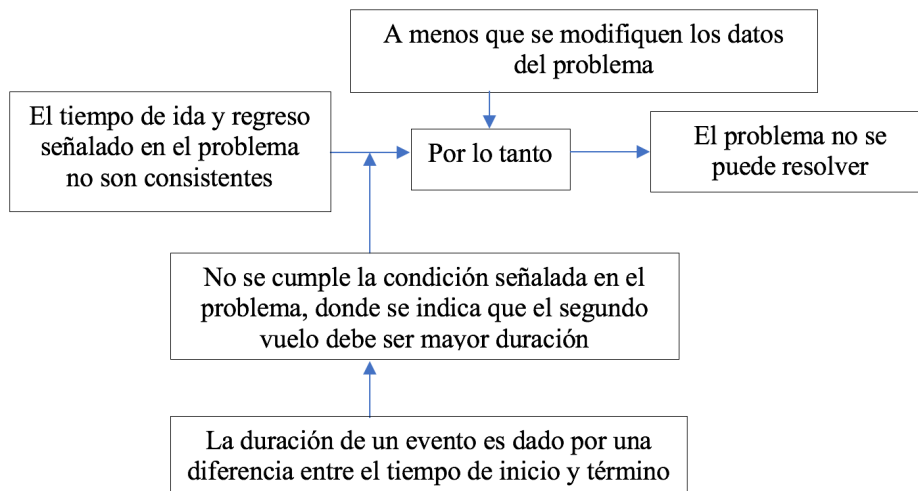 A menos que se modifiquen los datos
del problema
El tiempo de ida y regreso
señalado en el problema
no son consistentes
Por lo tanto
El problema no se
puede resolver
No se cumple la condición señalada en el
problema, donde se indica que el segundo
vuelo debe ser mayor duración
La duración de un evento es dado por una
diferencia entre el tiempo de inicio y término